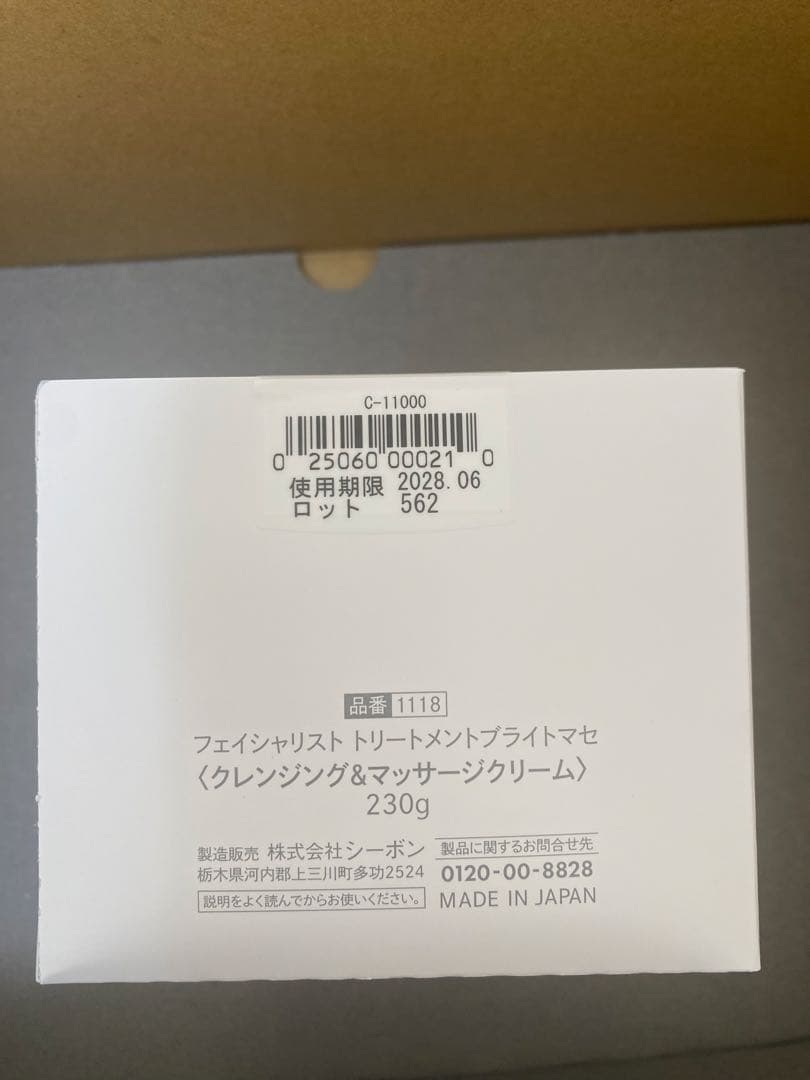 C-11000
0 25060 00021 0
使用期限 2028.06
ロット 562
品番 1118
フェイシャリスト トリートメントブライトマセ
〈クレンジング&マッサージクリーム〉
230g
製造販売 株式会社シーボン
栃木県河内郡上三川町多功2524
説明をよく読んでからお使いください。
製品に関するお問合せ先
0120-00-8828
MADE IN JAPAN